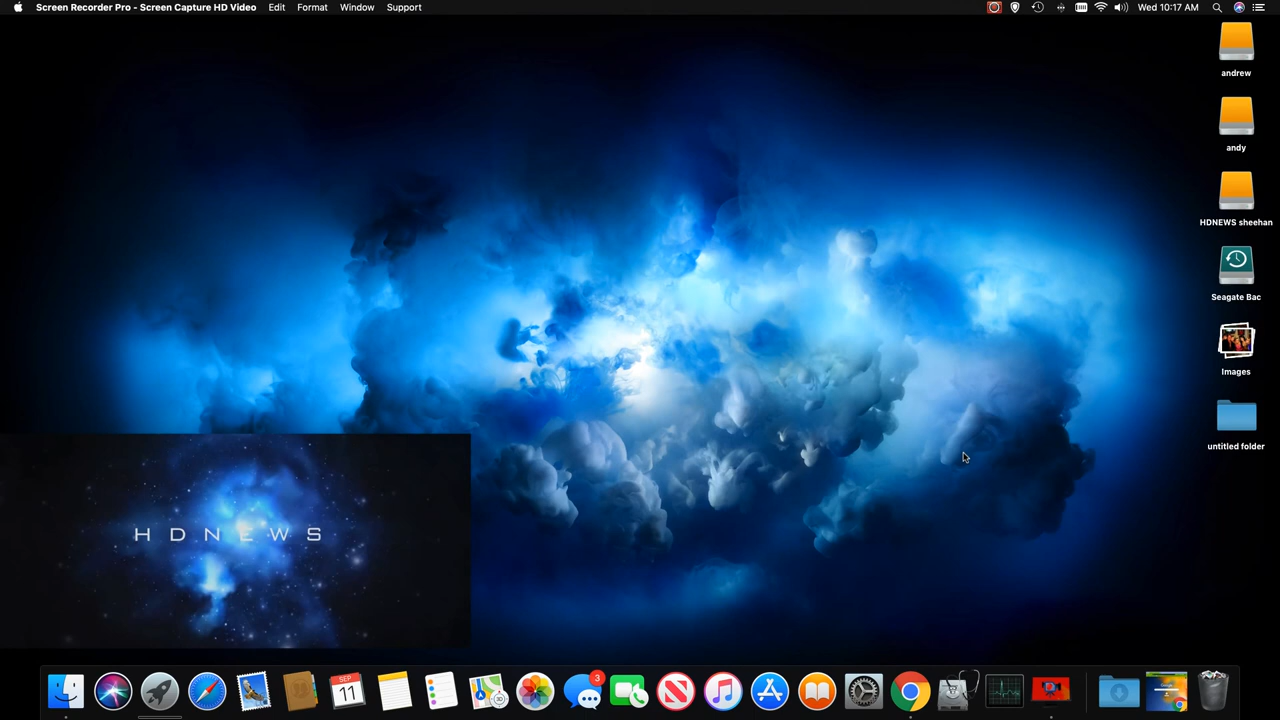 Screen Recorder Pro - Screen Capture HD Video Edit Format Window Support Wed 10:17 AM
andrew
andy
HDNEWS sheehan
Seagate Bac
Images
untitled folder
HDNEWS
SEP
11
3